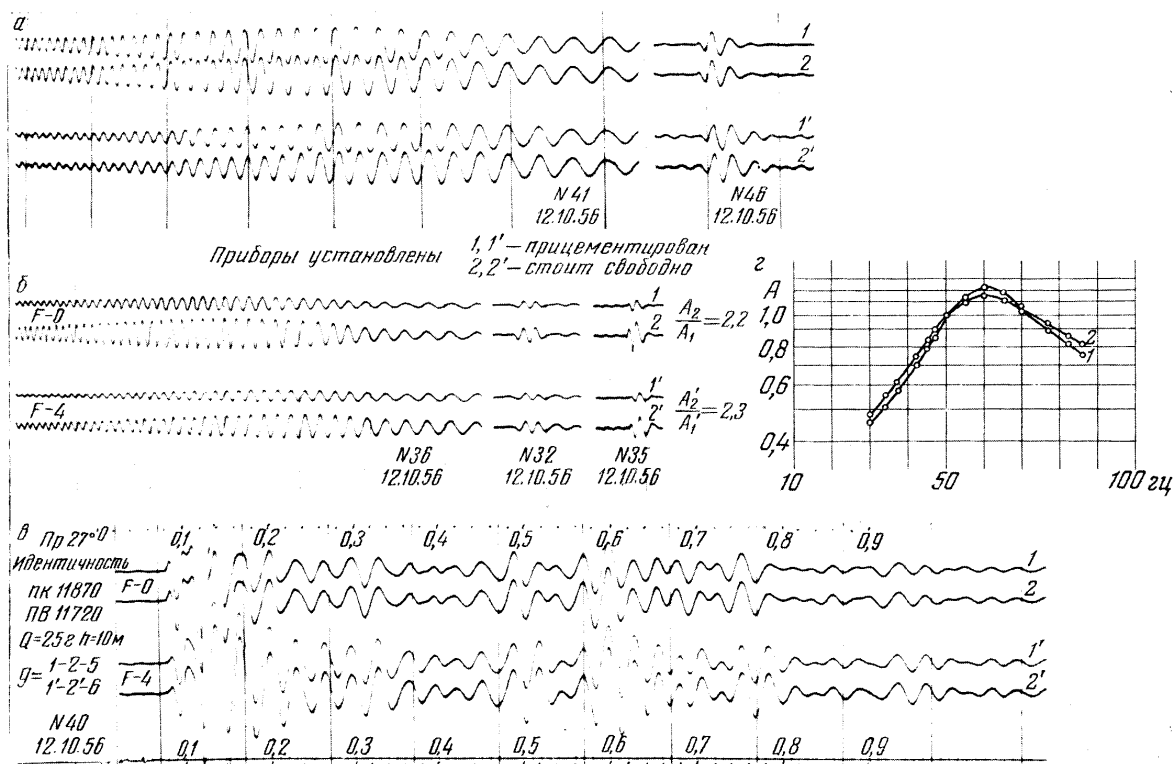 а
1
2
1'
2'
N41
12.10.56
N46
12.10.56
Приборы установлены
1, 1' – прицементирован
2, 2' – стоит свободно
б
F-0
1
2
A₂/A₁ = 2,2
F-4
1'
2'
A₂'/A₁' = 2,3
N36
12.10.56
N32
12.10.56
N35
12.10.56
г
A
1,0
0,8
0,6
0,4
2
1
10 50 100 гц
в Пр 27°⁰
0,1 0,2 0,3 0,4 0,5 0,6 0,7 0,8 0,9
Идентичность
пк 11870 F-0
ПВ 11720
1
2
Q=25г h=10м
g= 1-2-5
1'-2'-6
F-4
1'
2'
N40
12.10.56
0,1 0,2 0,3 0,4 0,5 0,6 0,7 0,8 0,9